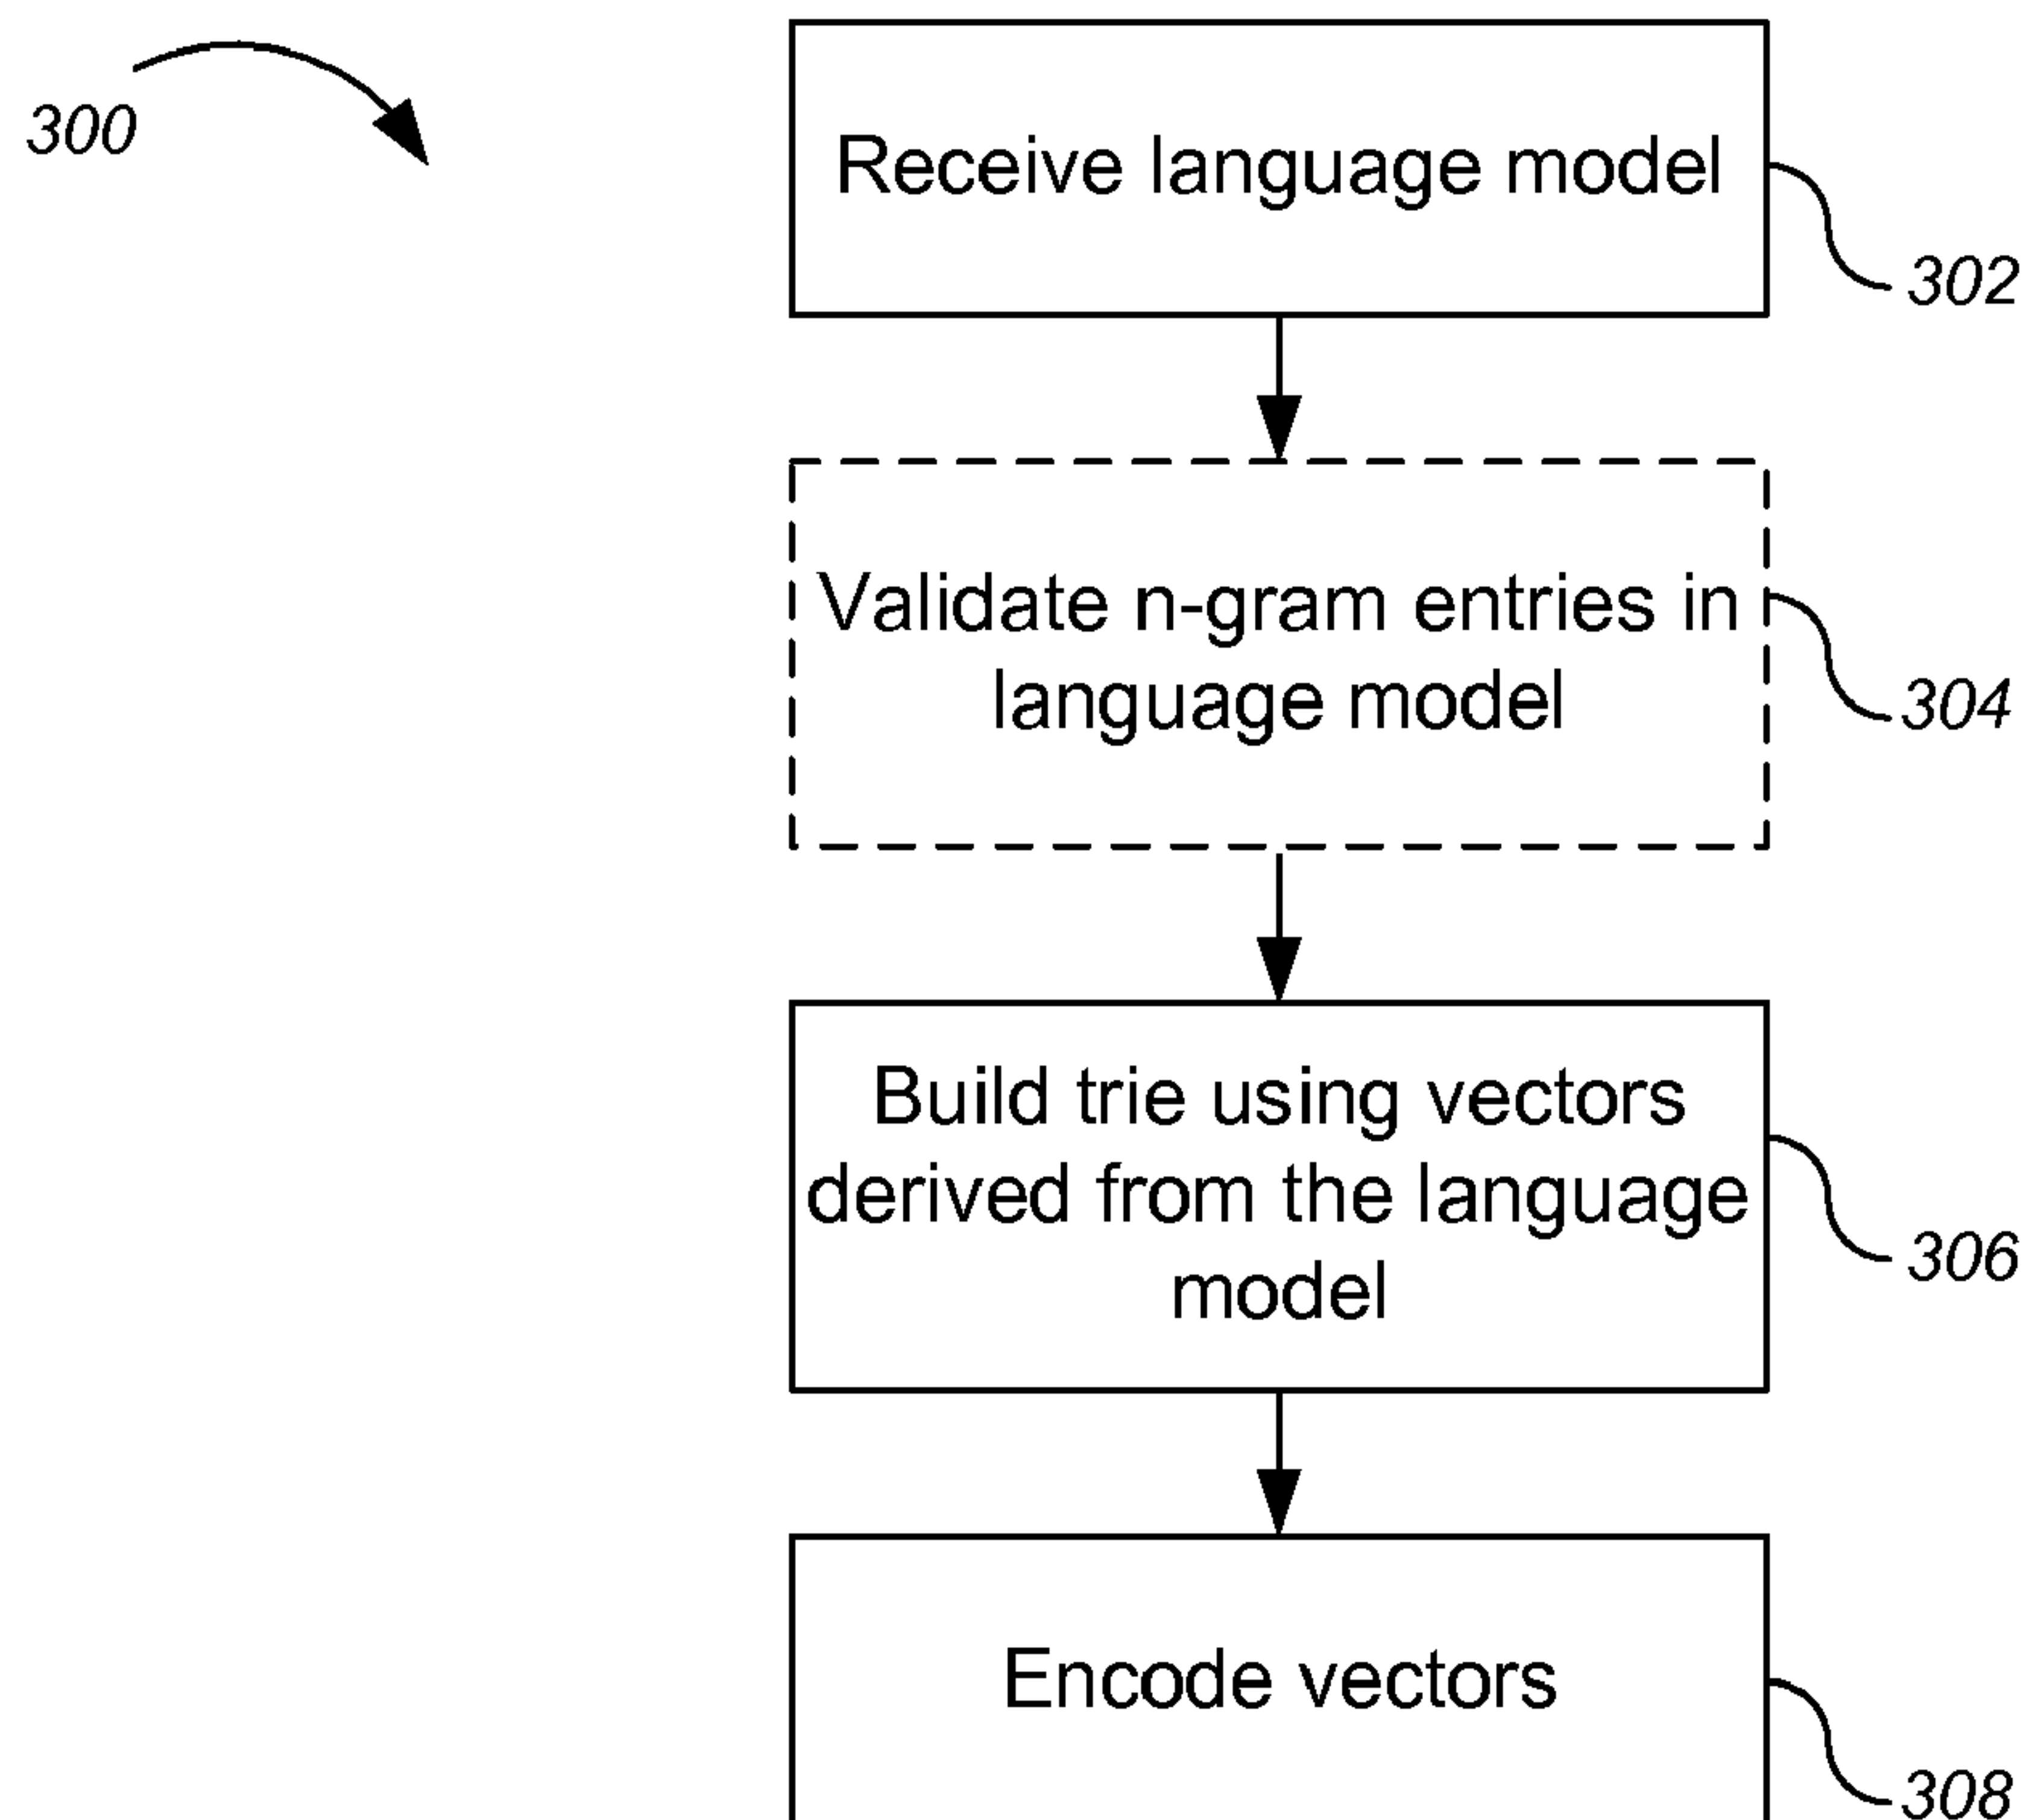 300
Receive language model
302
Validate n-gram entries in
language model
304
Build trie using vectors
derived from the language
model
306
Encode vectors
308